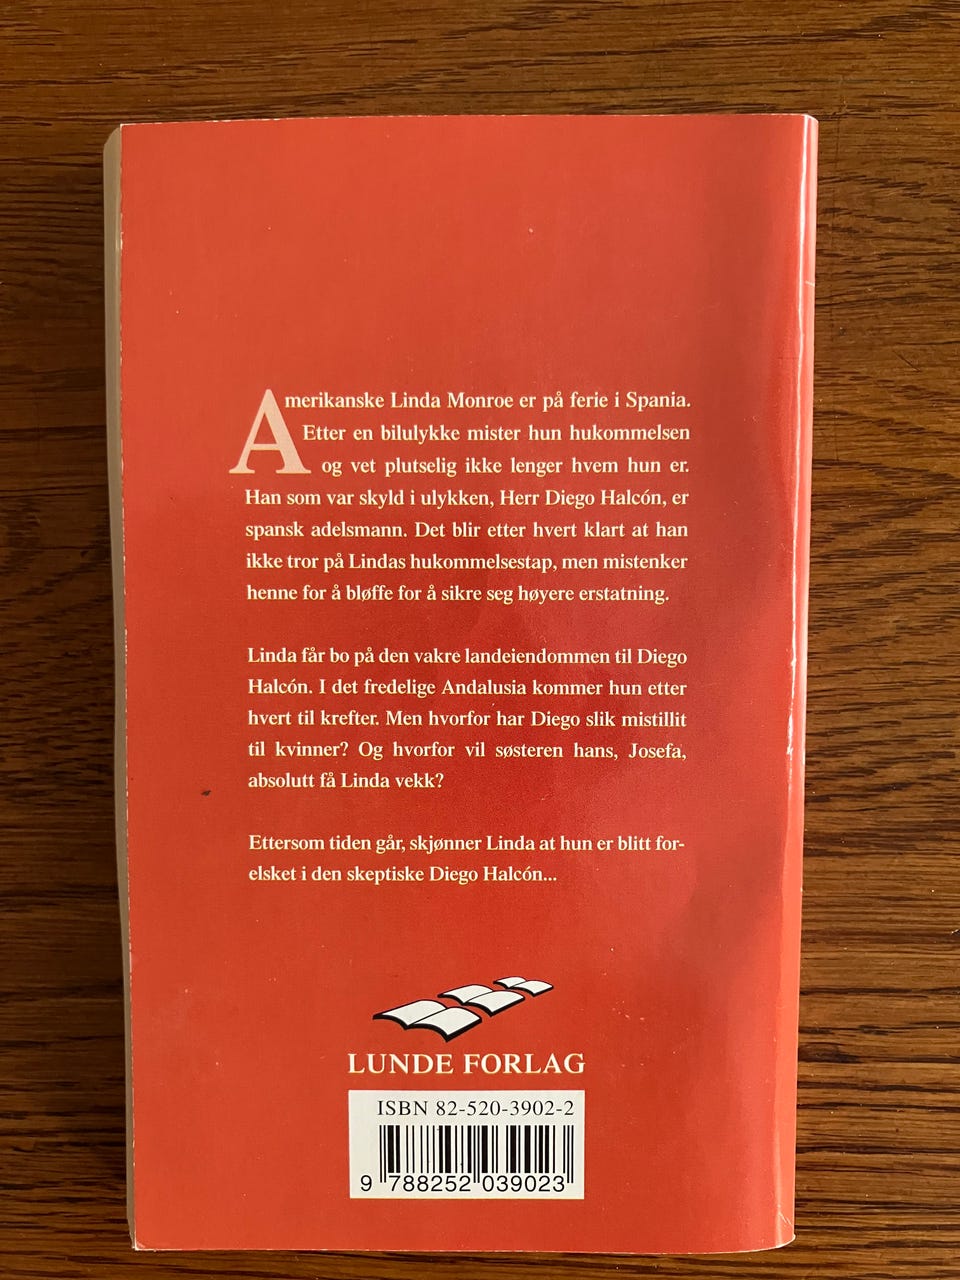 Amerikanske Linda Monroe er på ferie i Spania.
Etter en bilulykke mister hun hukommelsen
og vet plutselig ikke lenger hvem hun er.
Han som var skyld i ulykken, Herr Diego Halcón, er
spansk adelsmann. Det blir etter hvert klart at han
ikke tror på Lindas hukommelsestap, men mistenker
henne for å bløffe for å sikre seg høyere erstatning.
Linda får bo på den vakre landeiendommen til Diego
Halcón. I det fredelige Andalusia kommer hun etter
hvert til krefter. Men hvorfor har Diego slik mistillit
til kvinner? Og hvorfor vil søsteren hans, Josefa,
absolutt få Linda vekk?
Ettersom tiden går, skjønner Linda at hun er blitt for-
elsket i den skeptiske Diego Halcón...
LUNDE FORLAG
ISBN 82-520-3902-2
9 788252 039023